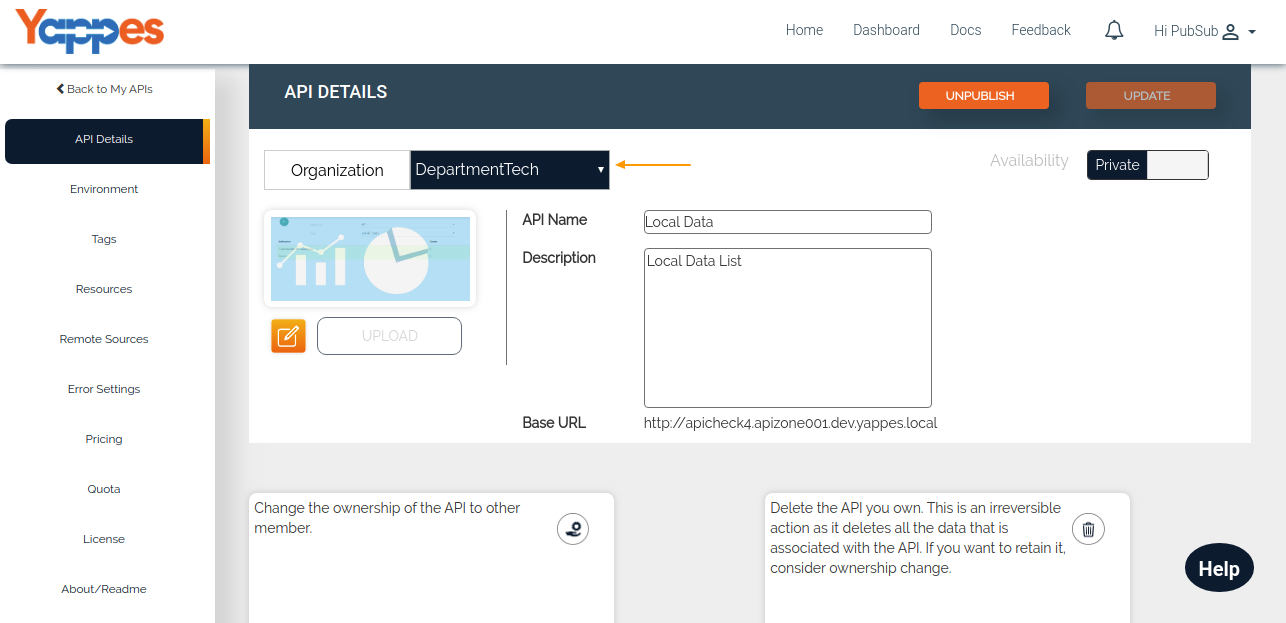 Yappes
Home
Dashboard
Docs
Feedback
Hi PubSub
Back to My APIs
API Details
Environment
Tags
Resources
Remote Sources
Error Settings
Pricing
Quota
License
About/Readme
API DETAILS
UNPUBLISH
UPDATE
Organization
DepartmentTech
Availability
Private
UPLOAD
API Name
Local Data
Description
Local Data List
Base URL
http://apicheck4.apizone001.dev.yappes.local
Change the ownership of the API to other
member.
Delete the API you own. This is an irreversible
action as it deletes all the data that is
associated with the API. If you want to retain it,
consider ownership change.
Help